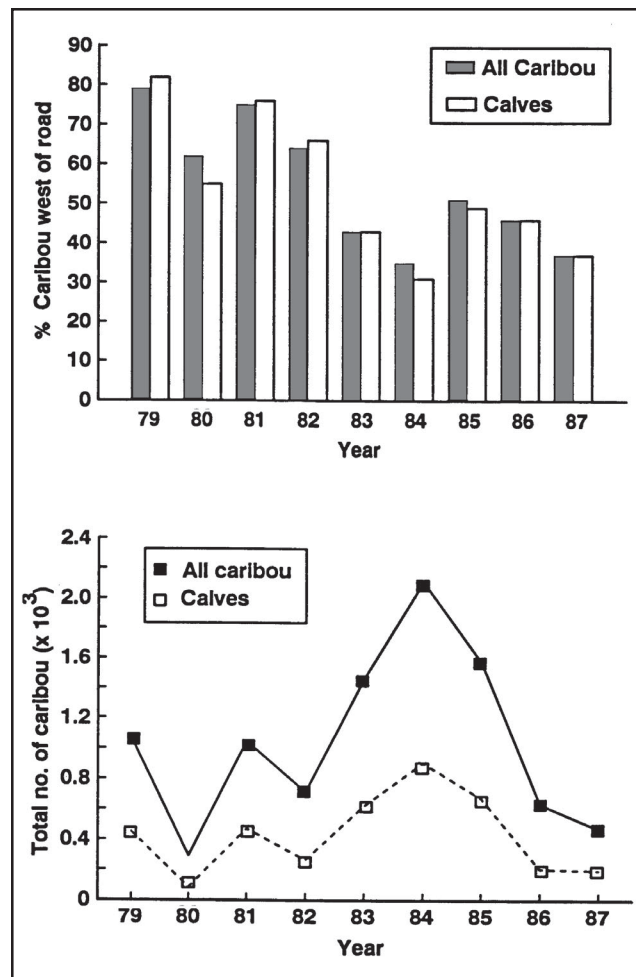 90
80
70
60
50
40
30
20
10
0
% Caribou west of road
All Caribou
Calves
79 80 81 82 83 84 85 86 87
Year
2.4
2.0
1.6
1.2
0.8
0.4
0
Total no. of caribou (x 10³)
All caribou
Calves
79 80 81 82 83 84 85 86 87
Year